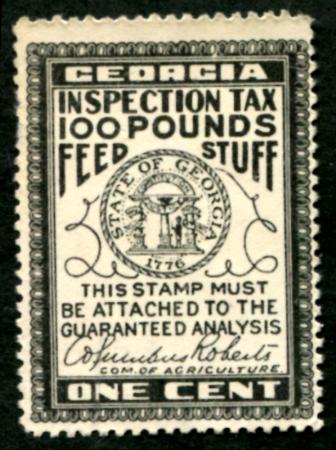 GEORGIA
INSPECTION TAX
100 POUNDS
FEED STUFF
STATE OF GEORGIA
1776
THIS STAMP MUST
BE ATTACHED TO THE
GUARANTEED ANALYSIS
Columbus Roberts
COM. OF AGRICULTURE.
ONE CENT